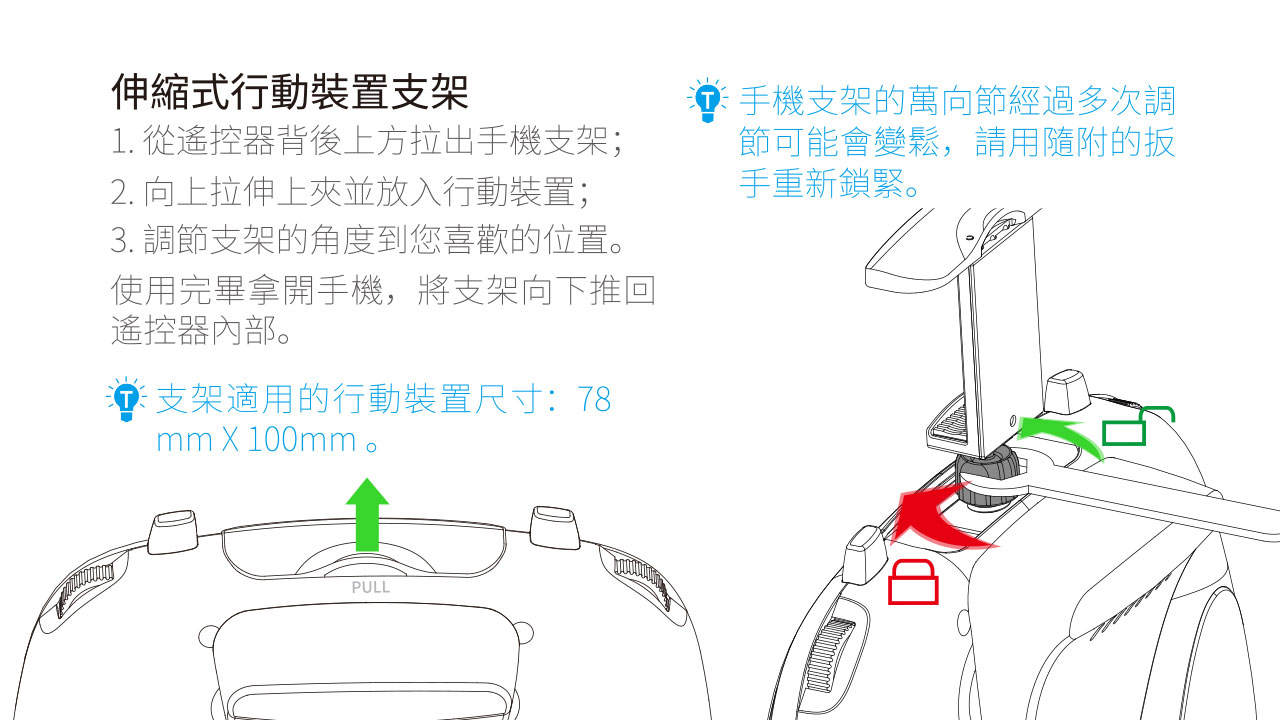 伸縮式行動裝置支架
1. 從遙控器背後上方拉出手機支架；
2. 向上拉伸上夾並放入行動裝置；
3. 調節支架的角度到您喜歡的位置。
使用完畢拿開手機，將支架向下推回
遙控器內部。
T 支架適用的行動裝置尺寸：78
mm X 100mm 。
PULL
T 手機支架的萬向節經過多次調
節可能會變鬆，請用隨附的扳
手重新鎖緊。